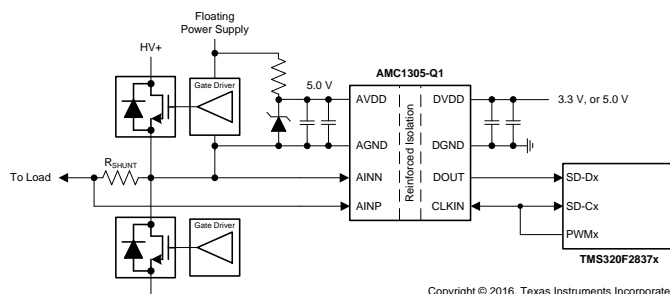 Floating
Power Supply
HV+
AMC1305-Q1
Gate Driver
5.0 V
AVDD
DVDD
3.3 V, or 5.0 V
AGND
DGND
Reinforced Isolation
RSHUNT
To Load
AINN
DOUT
SD-Dx
AINP
CLKIN
SD-Cx
PWMx
Gate Driver
TMS320F2837x
Copyright © 2016, Texas Instruments Incorporate